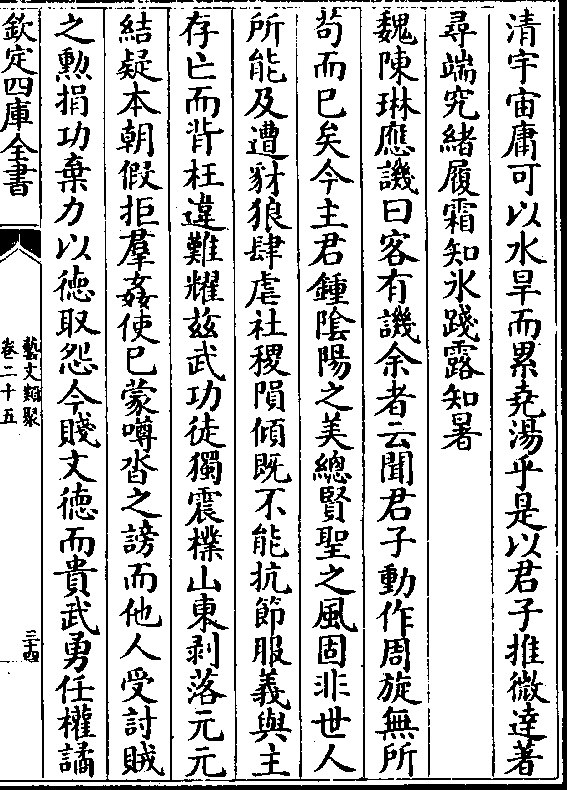 清宇宙庸可以水旱而累堯湯乎是以君子推微達著
尋端究緒履霜知氷踐露知暑
魏陳琳應譏曰客有譏余者云聞君子動作周旋無所
茍而已矣今主君鍾隂陽之美總賢聖之風固非世人
所能及遭豺狼肆虐社稷隕傾既不能抗節服義與主
存亡而背枉違難耀兹武功徒獨震樸山東剥落元元
結疑本朝假拒羣姦使已蒙噂沓之謗而他人受討賊
之勲捐功棄力以徳取怨今賤文徳而貴武勇任權譎
欽定四庫全書
藝文類聚
卷二十五
三十四